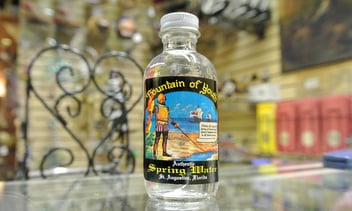 Fountain of Youth
Authentic
Spring Water
St. Augustine, Florida